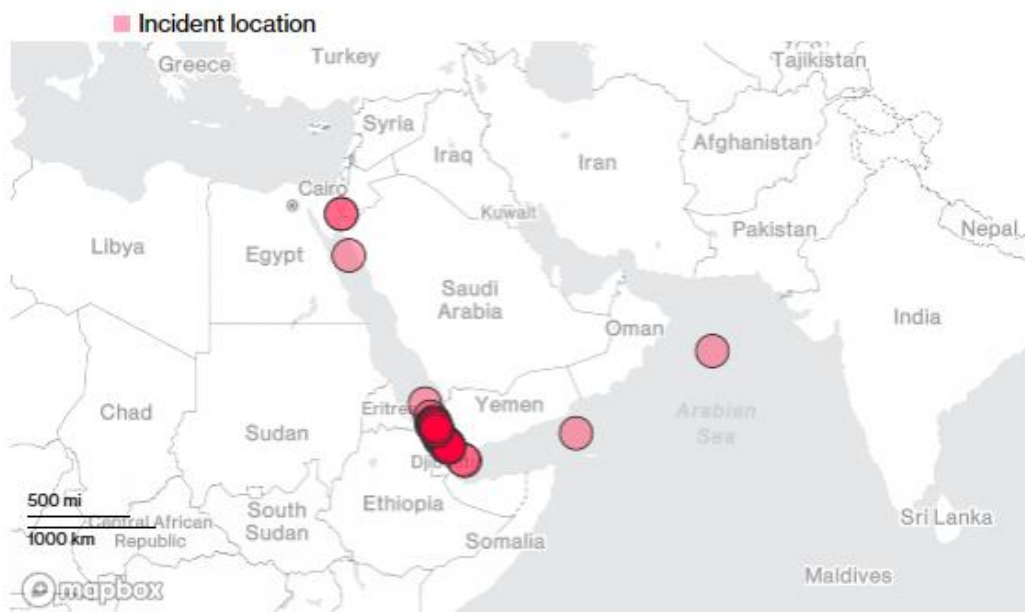 Incident location
Greece
Turkey
Tajikistan
Syria
Iraq
Iran
Afghanistan
Cairo
Kuwait
Pakistan
Nepal
Libya
Egypt
Saudi
Arabia
Oman
India
Chad
Sudan
Eritre
Yemen
Arabian
Sea
Dji
Ethiopia
500 mi
1000 km
Central African
Republic
South
Sudan
Somalia
Sri Lanka
Maldives
mapbox